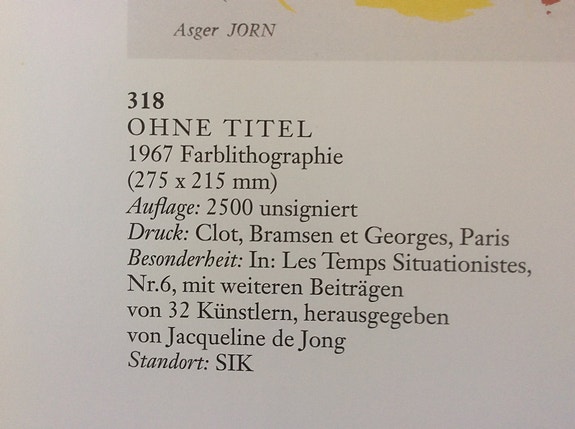 Asger JORN
318
OHNE TITEL
1967 Farblithographie
(275 x 215 mm)
Auflage: 2500 unsigniert
Druck: Clot, Bramsen et Georges, Paris
Besonderheit: In: Les Temps Situationistes,
Nr.6, mit weiteren Beiträgen
von 32 Künstlern, herausgegeben
von Jacqueline de Jong
Standort: SIK